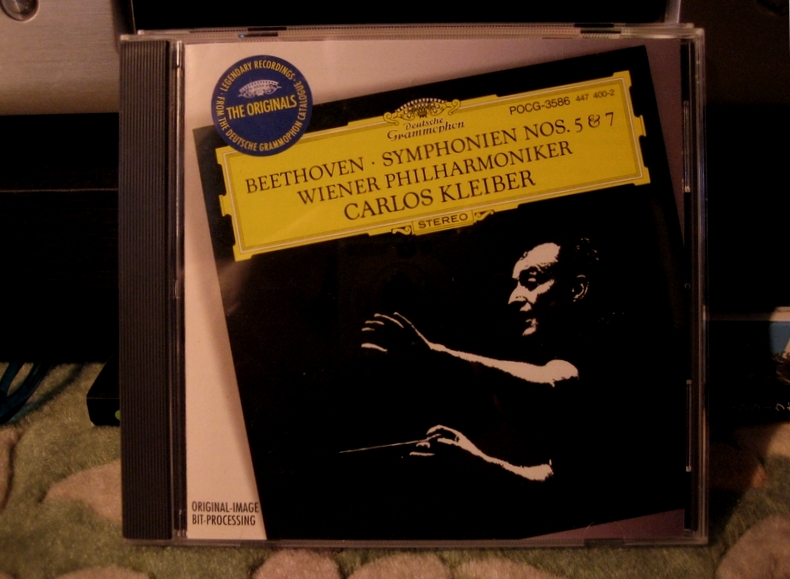 · LEGENDARY RECORDINGS ·
THE ORIGINALS
FROM THE DEUTSCHE GRAMMOPHON CATALOGUE
Deutsche
Grammophon
POCG-3586 447 400-2
BEETHOVEN · SYMPHONIEN NOS. 5 & 7
WIENER PHILHARMONIKER
CARLOS KLEIBER
STEREO
ORIGINAL-IMAGE
BIT-PROCESSING